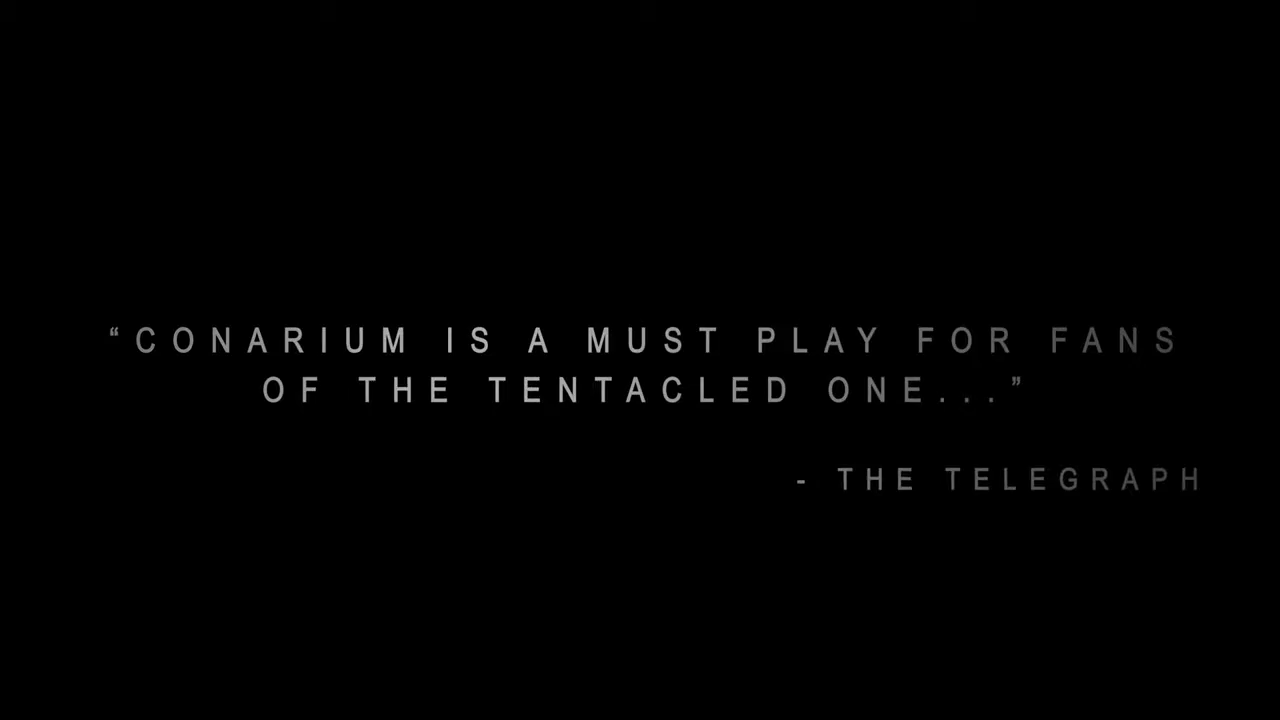 “CONARIUM IS A MUST PLAY FOR FANS
OF THE TENTACLED ONE...”
- THE TELEGRAPH